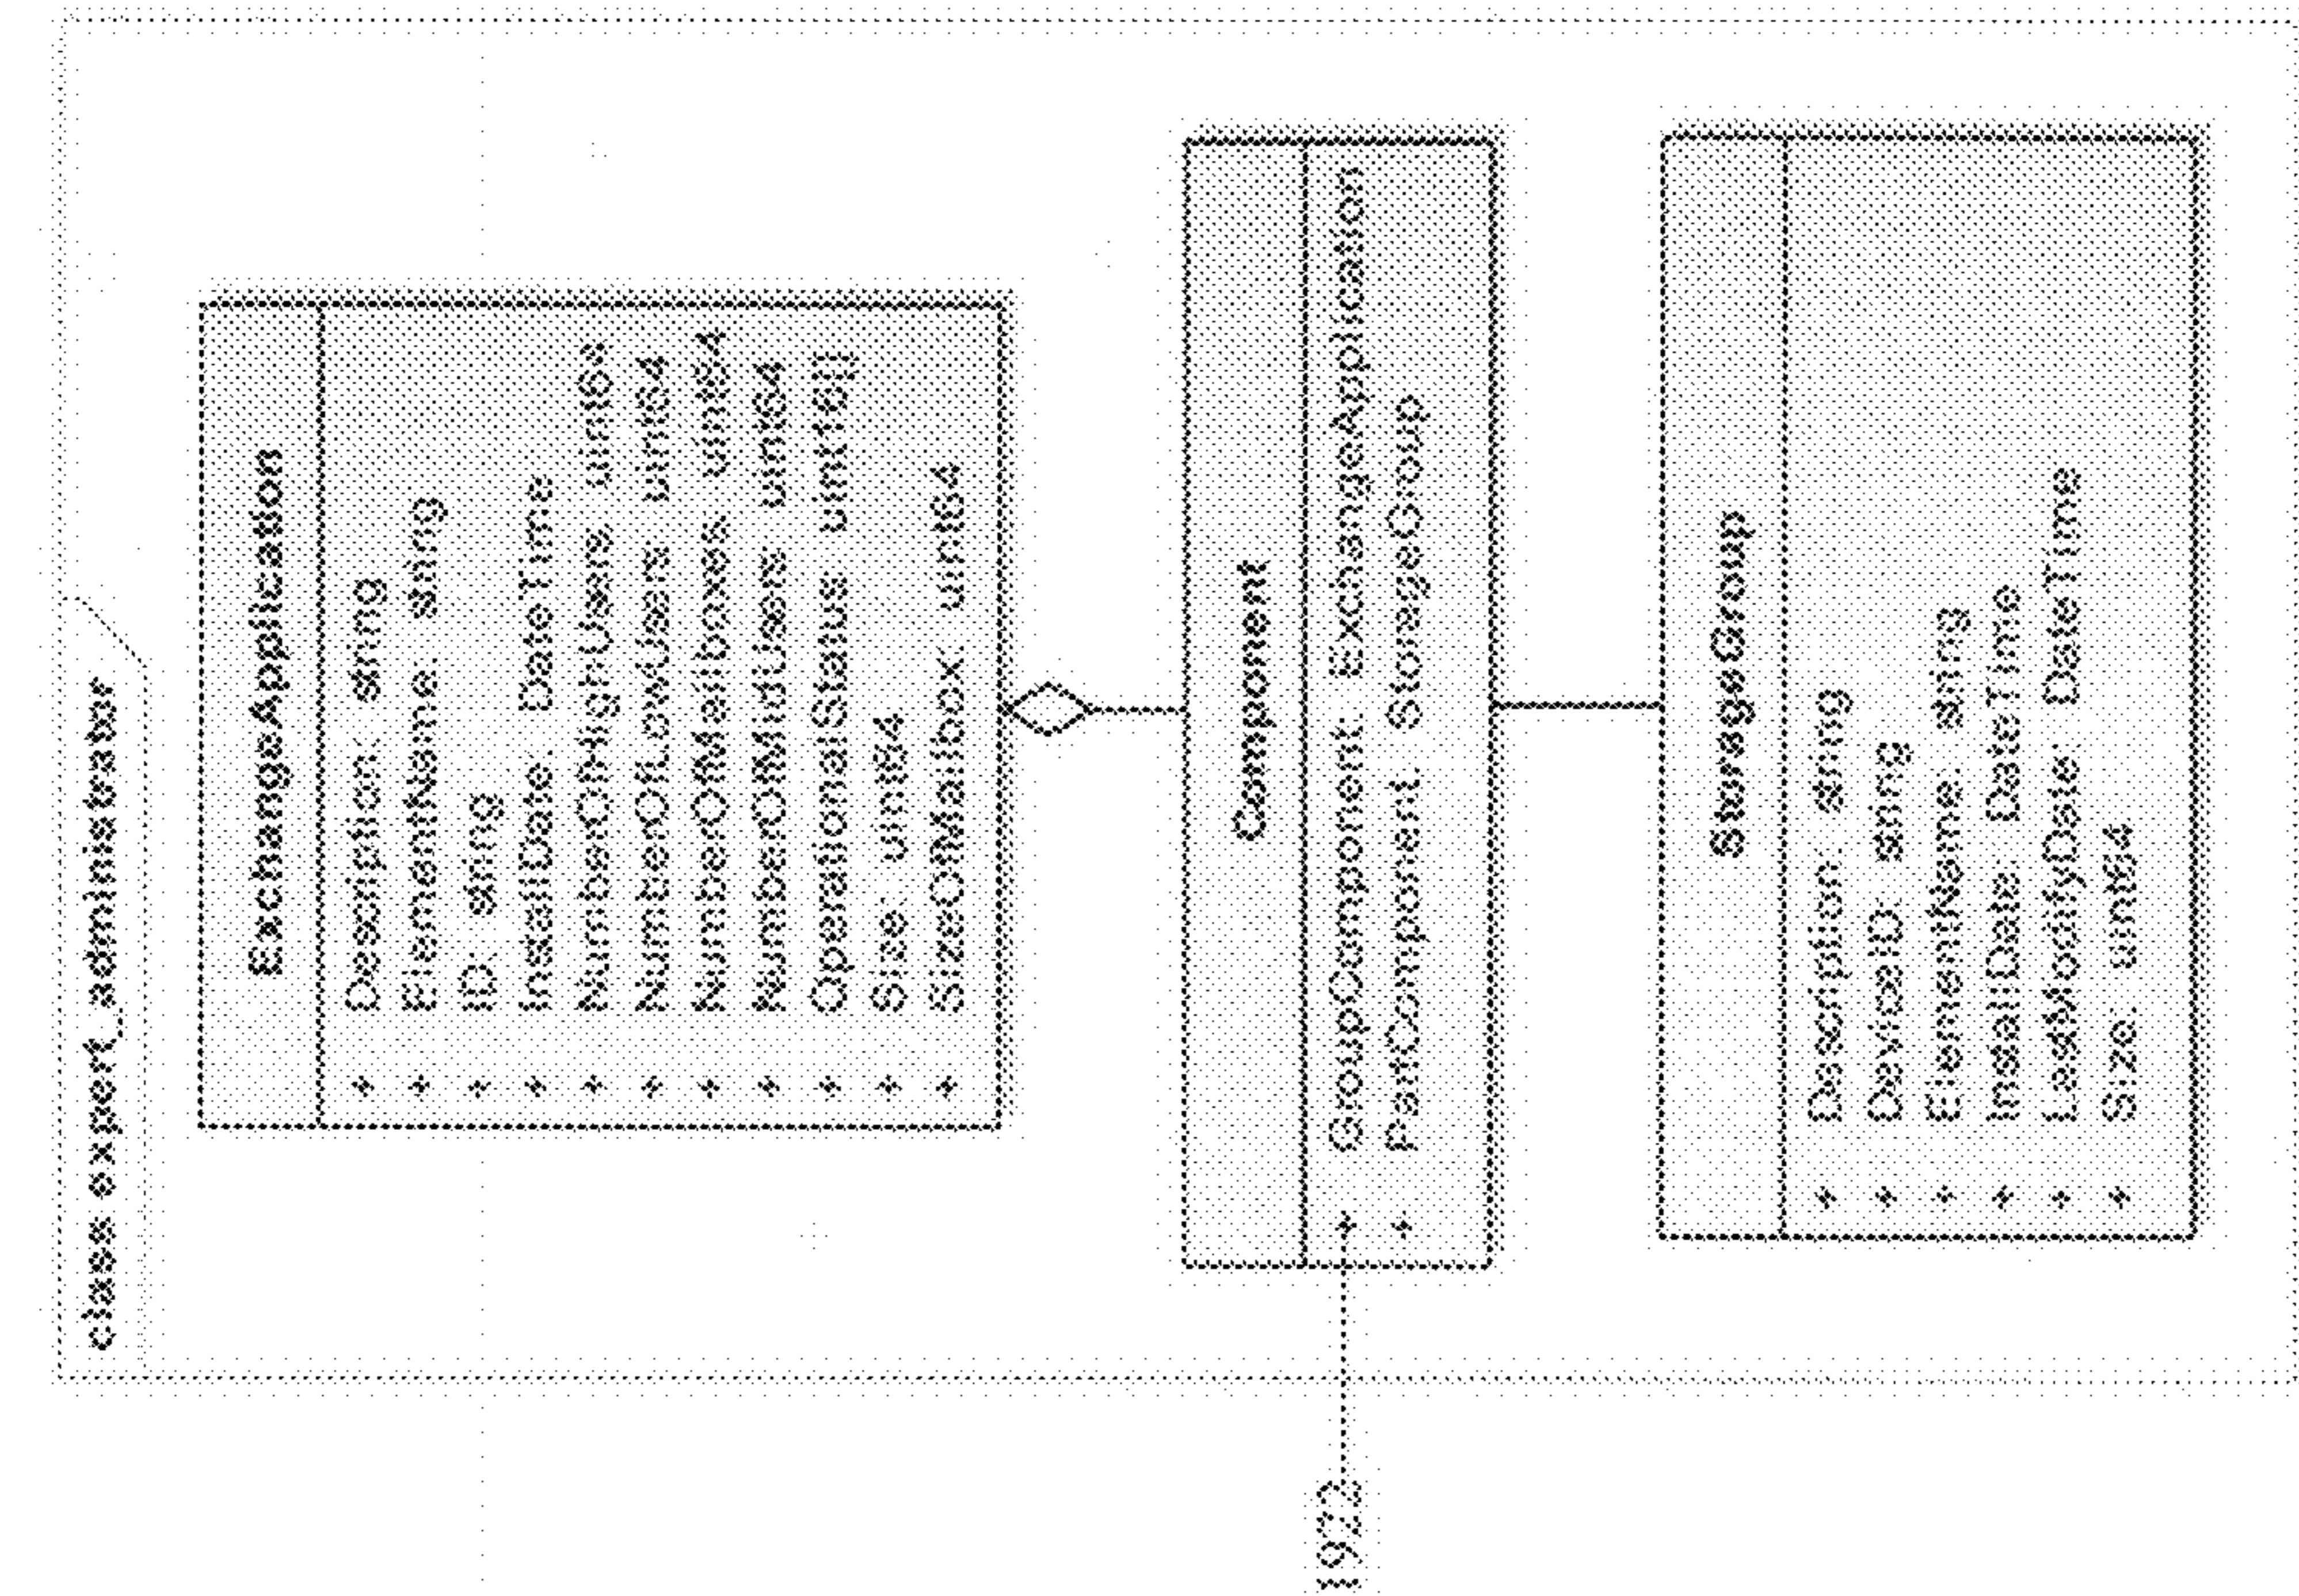 class expert_administrator
ExchangeApplication
+ Description: string
+ ElementName: string
+ ID: string
+ InstallDate: DateTime
+ NumberOfHighUsers: uint64
+ NumberOfLowUsers: uint64
+ NumberOfMailboxes: uint64
+ NumberOfMidUsers: uint64
+ OperationalStatus: uint16[]
+ Size: uint64
+ SizeOfMailbox: uint64
Component
+ GroupComponent: ExchangeApplication
+ PartComponent: StorageGroup
StorageGroup
+ Description: string
+ DeviceID: string
+ ElementName: string
+ InstallDate: DateTime
+ LastModifyDate: DateTime
+ Size: uint64
1922